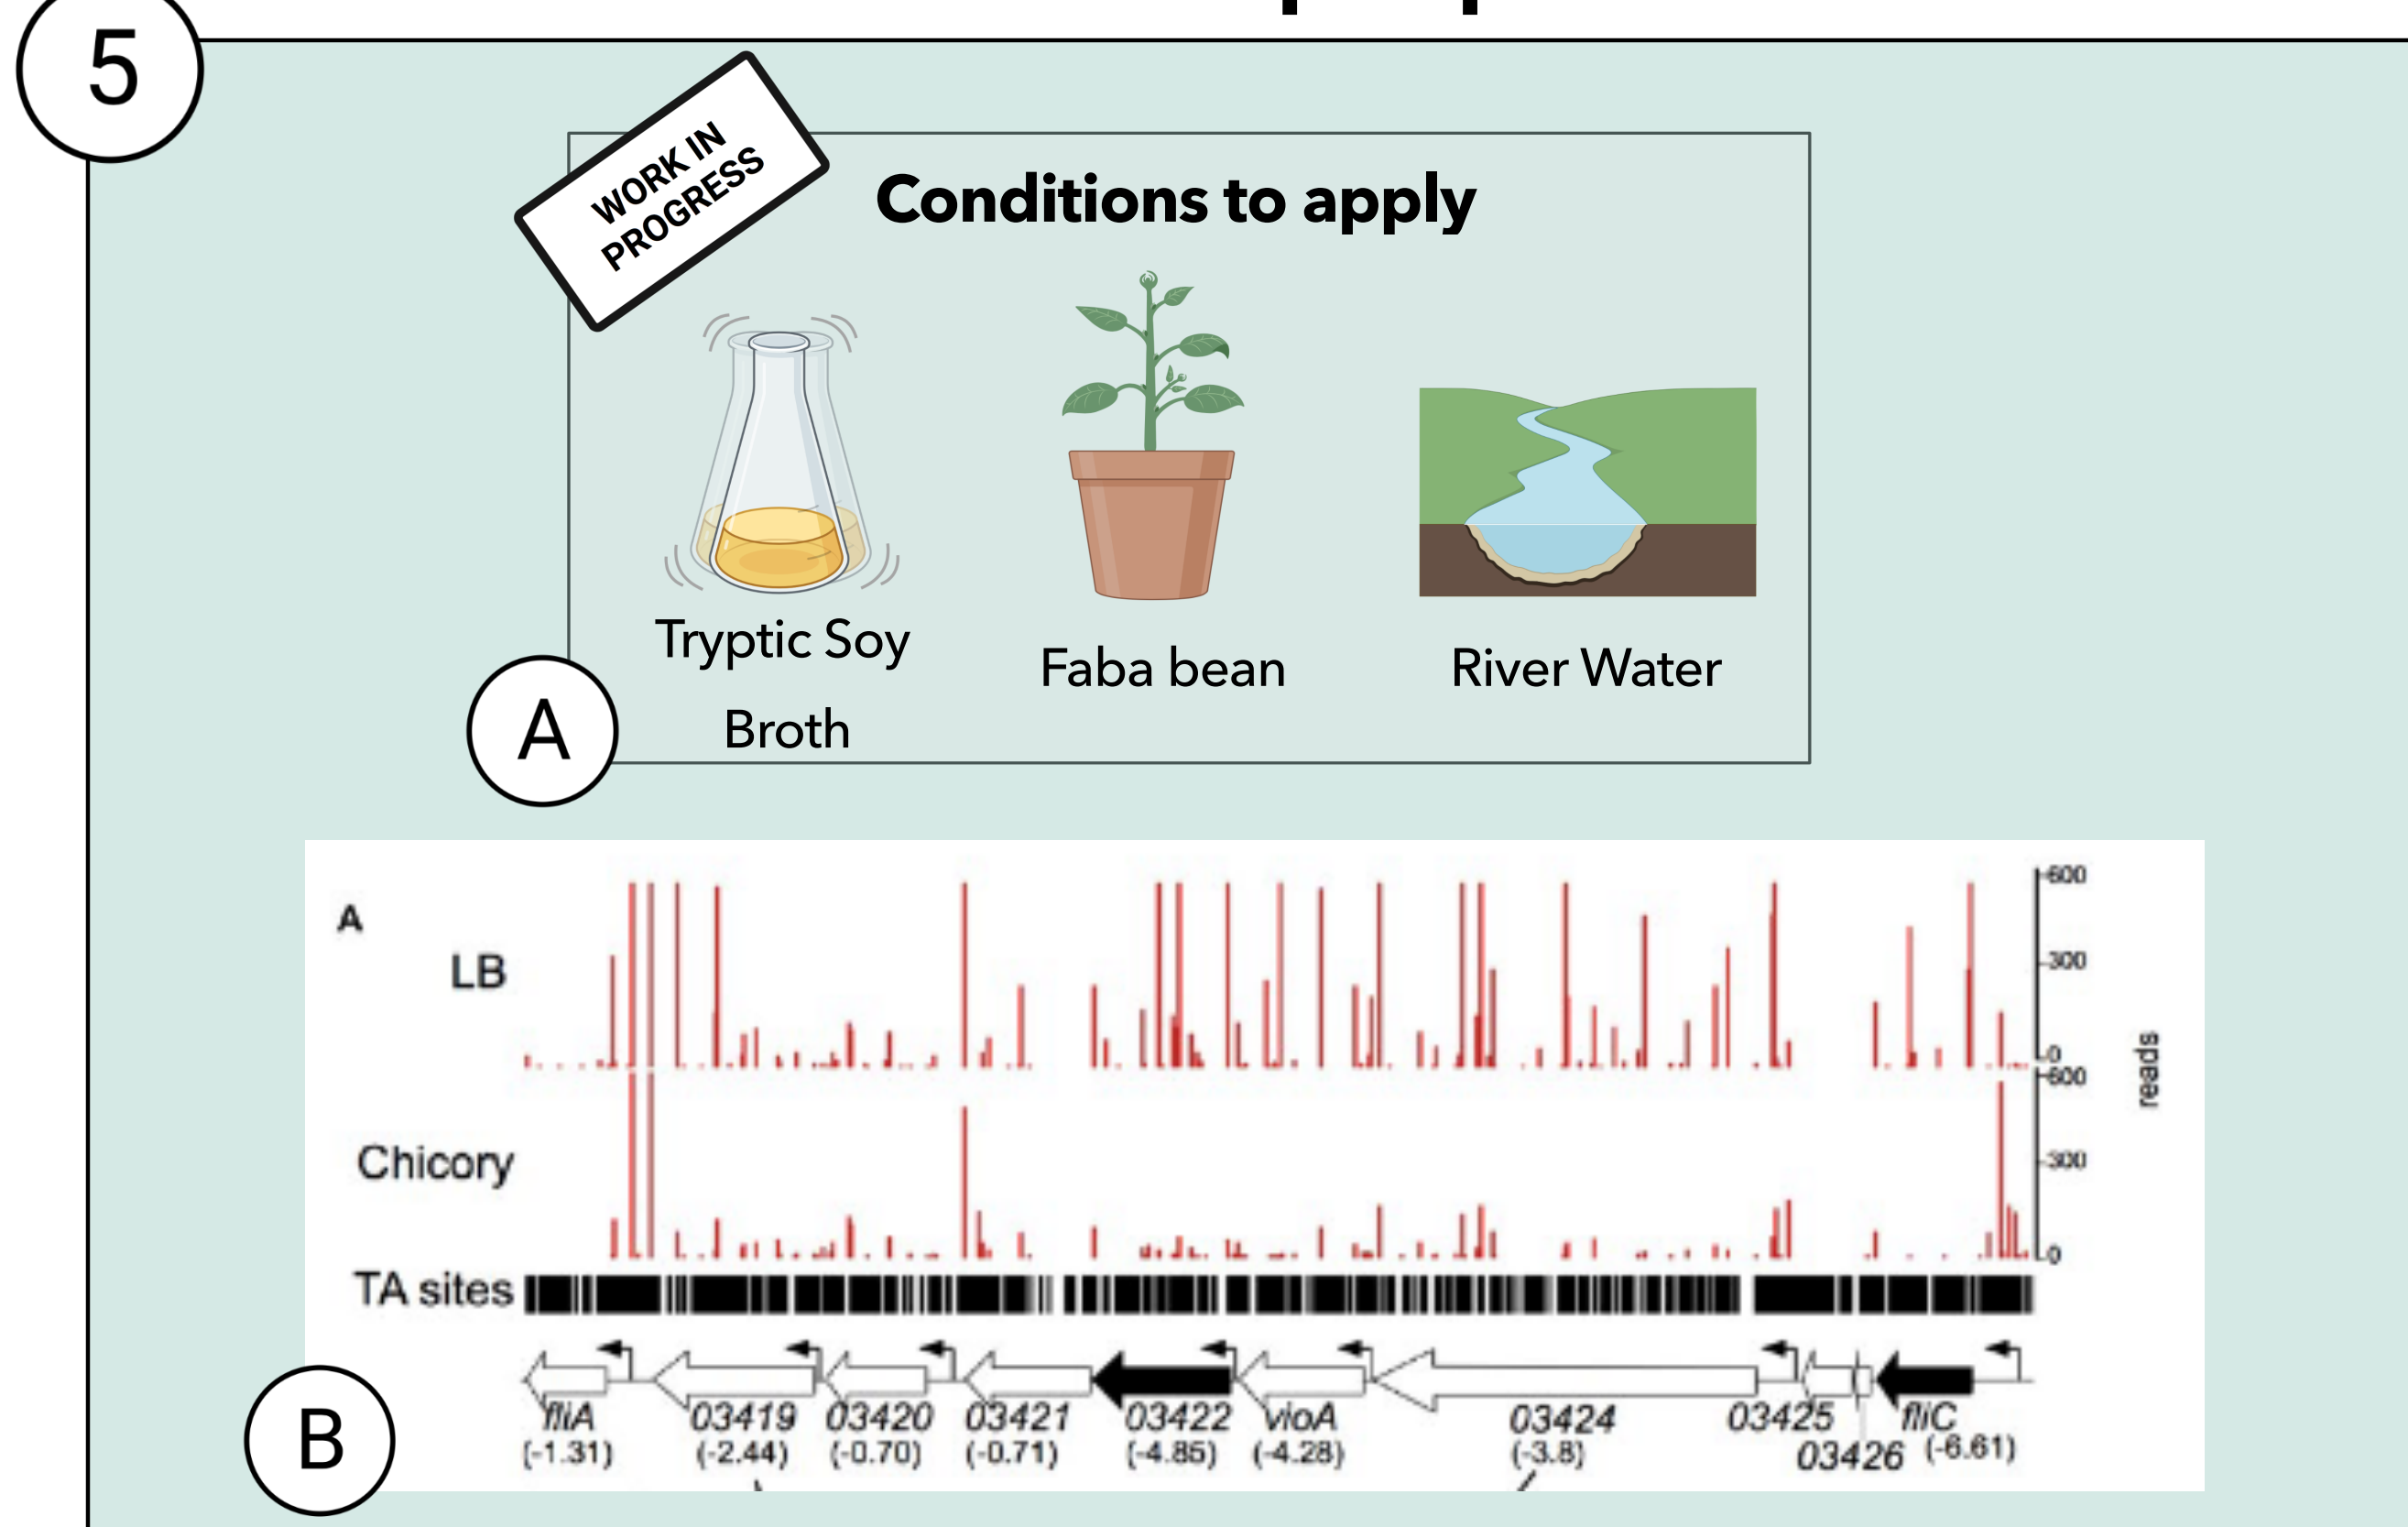 5
WORK IN
PROGRESS
Conditions to apply
Tryptic Soy
Broth
Faba bean
River Water
A
A
LB
600
300
0
reads
Chicory
600
300
0
TA sites
B
fliA
(-1.31)
03419
(-2.44)
03420
(-0.70)
03421
(-0.71)
03422
(-4.85)
vioA
(-4.28)
03424
(-3.8)
03425
03426
fliC
(-6.61)